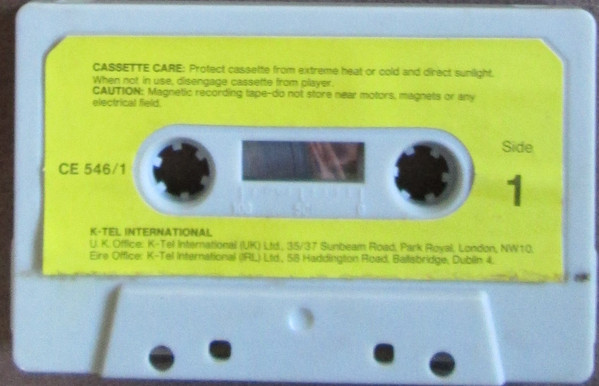 CASSETTE CARE: Protect cassette from extreme heat or cold and direct sunlight.
When not in use, disengage cassette from player.
CAUTION: Magnetic recording tape-do not store near motors, magnets or any
electrical field.
CE 546/1
Side
1
100 50 0
K-TEL INTERNATIONAL
U.K. Office: K-Tel International (UK) Ltd., 35/37 Sunbeam Road, Park Royal, London, NW10.
Eire Office: K-Tel International (IRL) Ltd., 58 Haddington Road, Ballsbridge, Dublin 4.